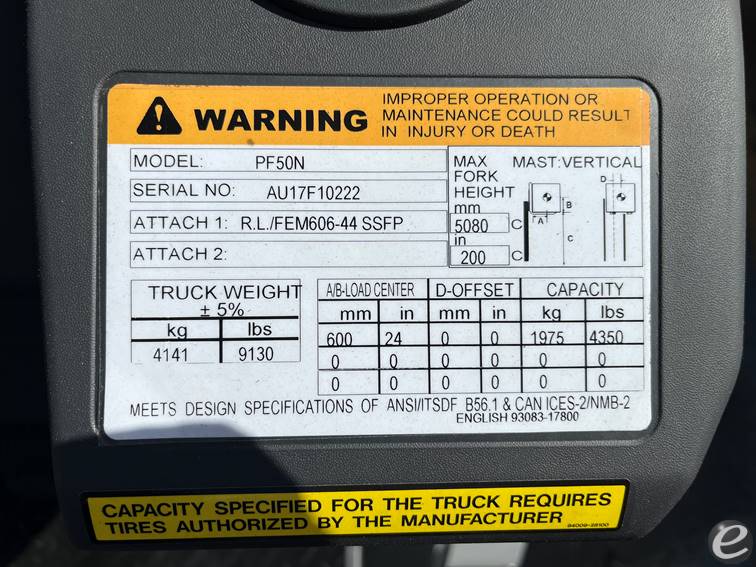 WARNING
IMPROPER OPERATION OR
MAINTENANCE COULD RESULT
IN INJURY OR DEATH
MODEL: PF50N
SERIAL NO: AU17F10222
ATTACH 1: R.L./FEM606-44 SSFP
ATTACH 2:
MAX
FORK
HEIGHT
mm
5080 C
in
200 C
MAST:VERTICAL
D
A
B
C
TRUCK WEIGHT
± 5%
kg lbs
4141 9130
A/B-LOAD CENTER D-OFFSET CAPACITY
mm in mm in kg lbs
600 24 0 0 1975 4350
0 0 0 0 0 0
0 0 0 0 0 0
MEETS DESIGN SPECIFICATIONS OF ANSI/ITSDF B56.1 & CAN ICES-2/NMB-2
ENGLISH 93083-17800
CAPACITY SPECIFIED FOR THE TRUCK REQUIRES
TIRES AUTHORIZED BY THE MANUFACTURER
94009-28100
e